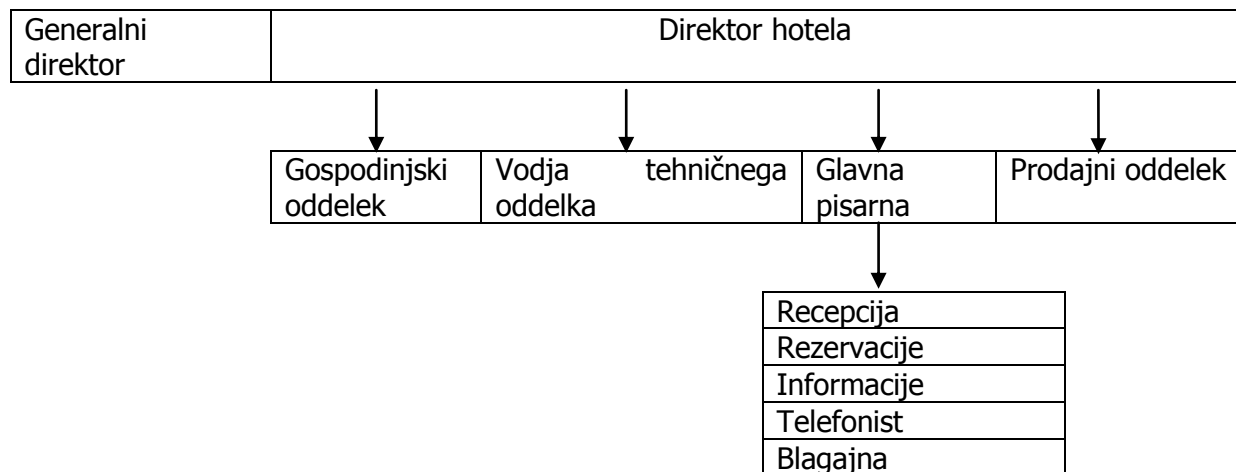 Generalni
direktor
Direktor hotela
Gospodinjski
oddelek
Vodja tehničnega
oddelka
Glavna
pisarna
Prodajni oddelek
Recepcija
Rezervacije
Informacije
Telefonist
Blagajna